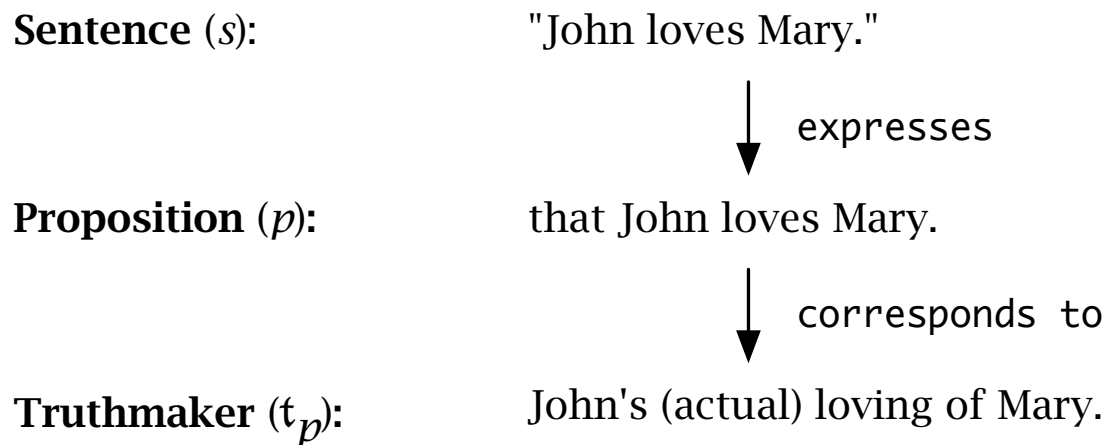 Sentence (s): "John loves Mary."
expresses
Proposition (p): that John loves Mary.
corresponds to
Truthmaker (tp): John's (actual) loving of Mary.